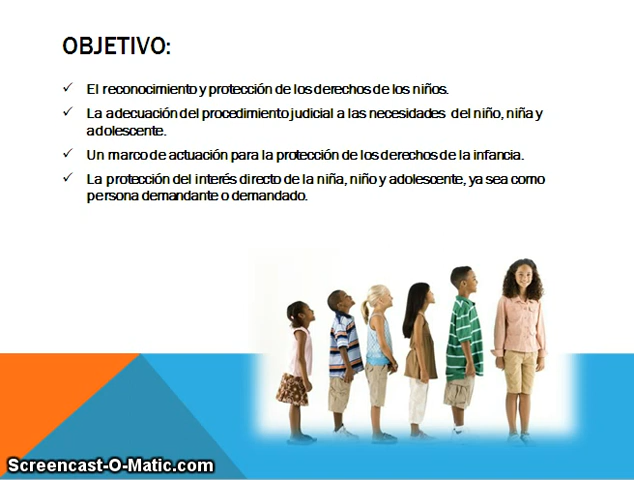 OBJETIVO:
✓ El reconocimiento y protección de los derechos de los niños.
✓ La adecuación del procedimiento judicial a las necesidades del niño, niña y
adolescente.
✓ Un marco de actuación para la protección de los derechos de la infancia.
✓ La protección del interés directo de la niña, niño y adolescente, ya sea como
persona demandante o demandado.
Screencast-O-Matic.com